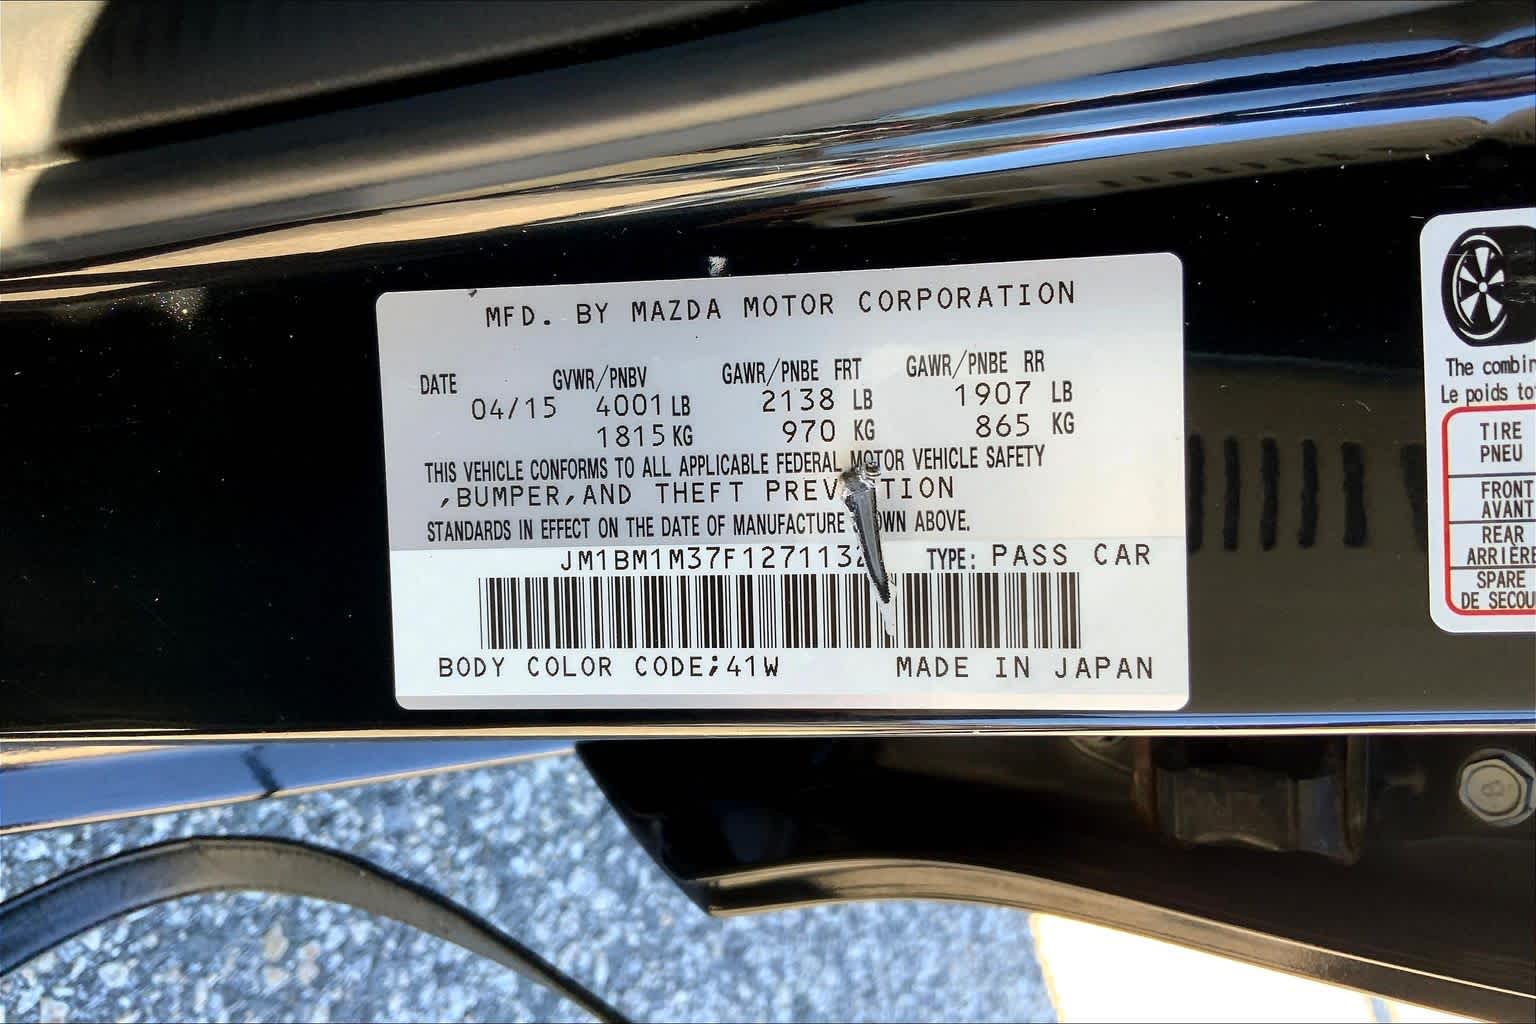 MFD. BY MAZDA MOTOR CORPORATION
DATE GVWR/PNBV GAWR/PNBE FRT GAWR/PNBE RR
04/15 4001 LB 2138 LB 1907 LB
1815 KG 970 KG 865 KG
THIS VEHICLE CONFORMS TO ALL APPLICABLE FEDERAL MOTOR VEHICLE SAFETY
,BUMPER,AND THEFT PREV TION
STANDARDS IN EFFECT ON THE DATE OF MANUFACTURE OWN ABOVE.
JM1BM1M37F1271132 TYPE: PASS CAR
BODY COLOR CODE;41W MADE IN JAPAN
The combin
Le poids to
TIRE
PNEU
FRONT
AVANT
REAR
ARRIÈRE
SPARE
DE SECOU